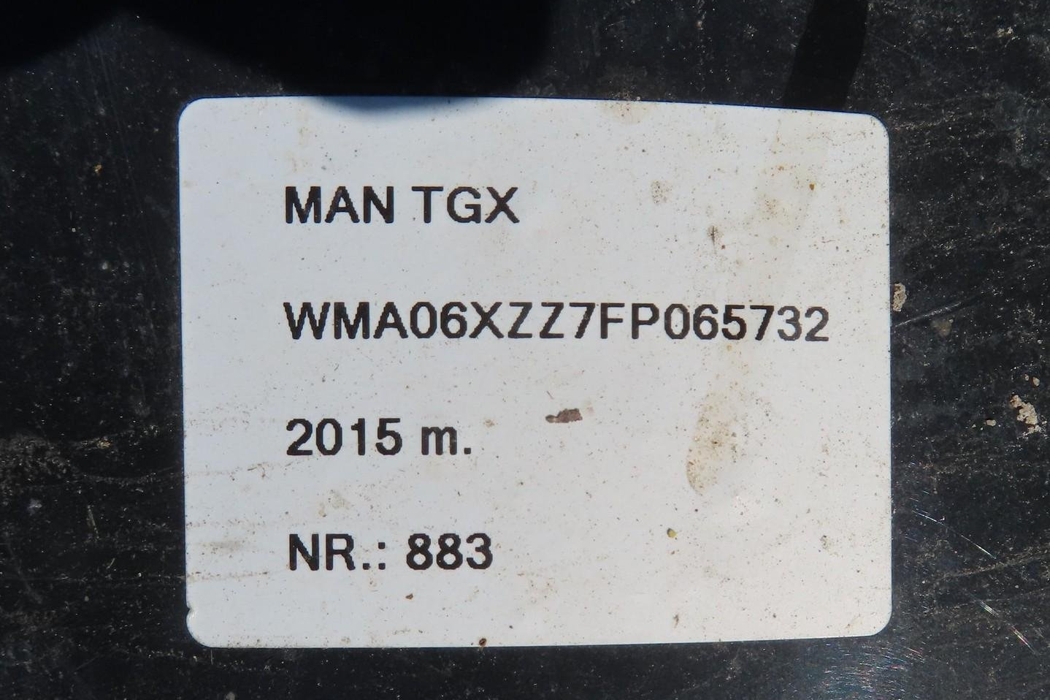 MAN TGX
WMA06XZZ7FP065732
2015 m.
NR.: 883